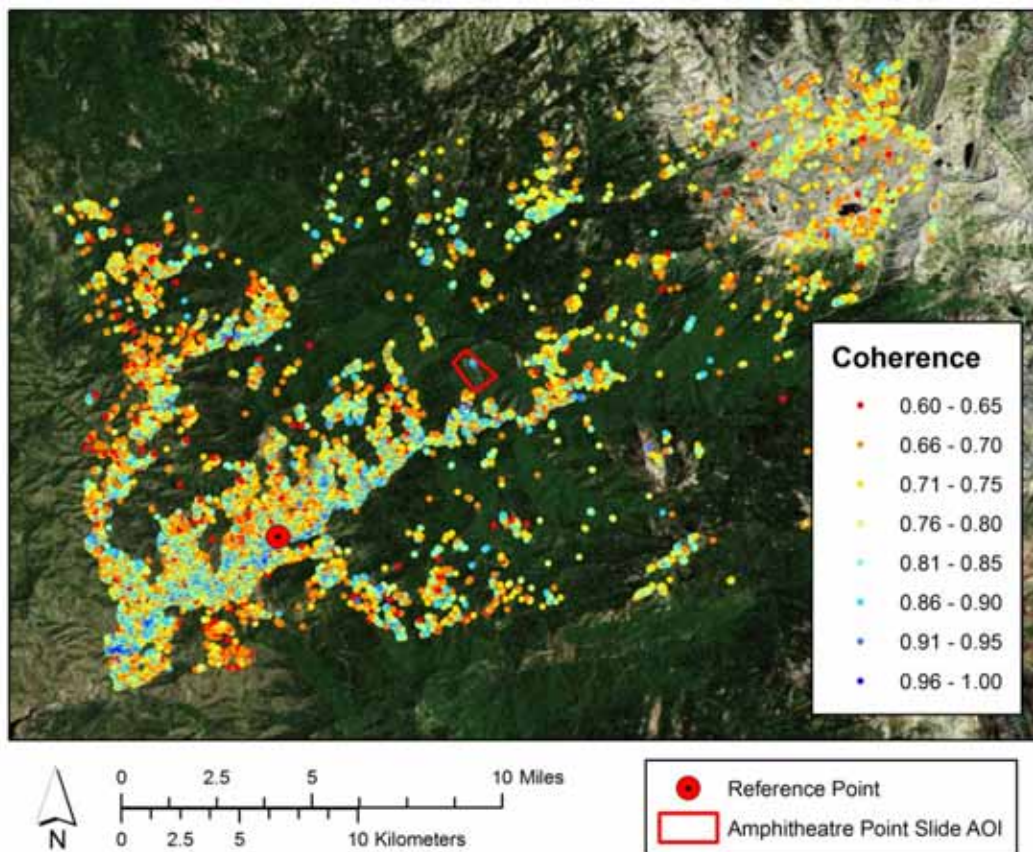 Coherence
0.60 - 0.65
0.66 - 0.70
0.71 - 0.75
0.76 - 0.80
0.81 - 0.85
0.86 - 0.90
0.91 - 0.95
0.96 - 1.00
N
0 2.5 5 10 Miles
0 2.5 5 10 Kilometers
Reference Point
Amphitheatre Point Slide AOI